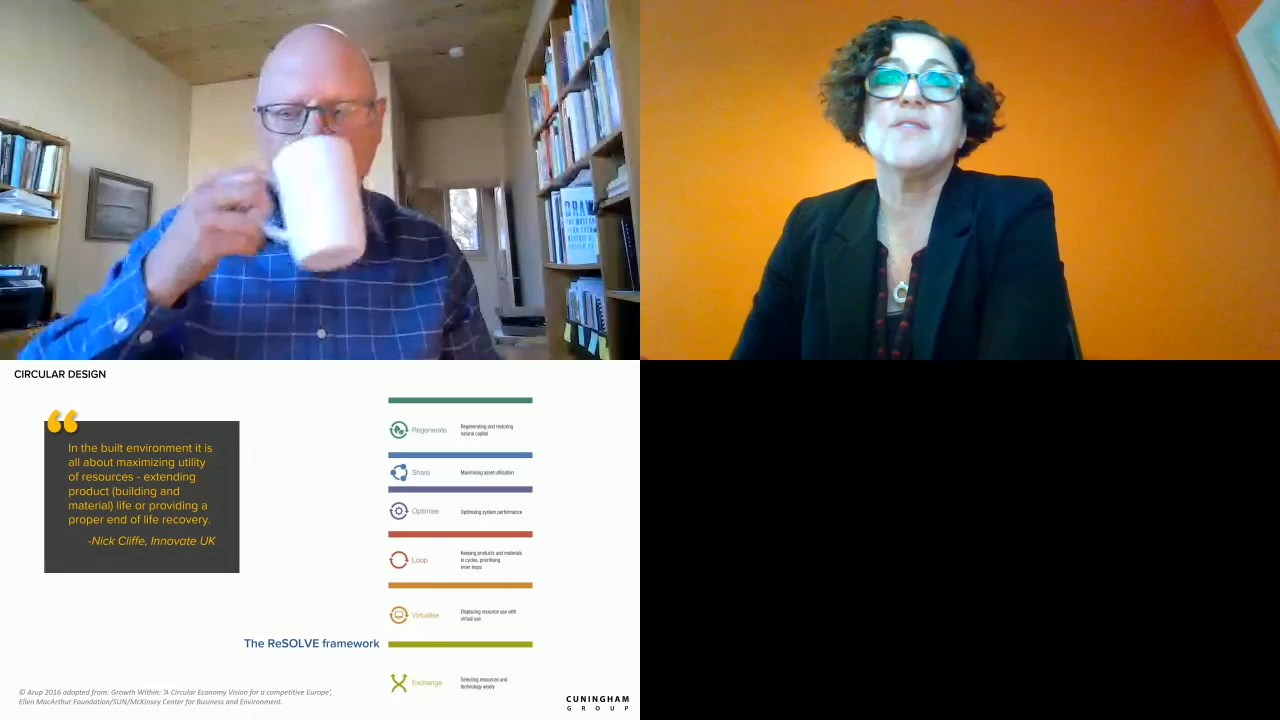 DRAW
CIRCULAR DESIGN
“
In the built environment it is
all about maximizing utility
of resources - extending
product (building and
material) life or providing a
proper end of life recovery.
-Nick Cliffe, Innovate UK
Regenerate
Regenerating and restoring
natural capital
Share
Maximising asset utilisation
Optimise
Optimising system performance
Loop
Keeping products and materials
in cycles, prioritising
inner loops
Virtualise
Displacing resource use with
virtual use
The ReSOLVE framework
Exchange
Selecting resources and
technology wisely
© Arup 2016 adapted from: Growth Within: ‘A Circular Economy Vision for a competitive Europe’,
Ellen MacArthur Foundation/SUN/McKinsey Center for Business and Environment.
CUNINGHAM
GROUP